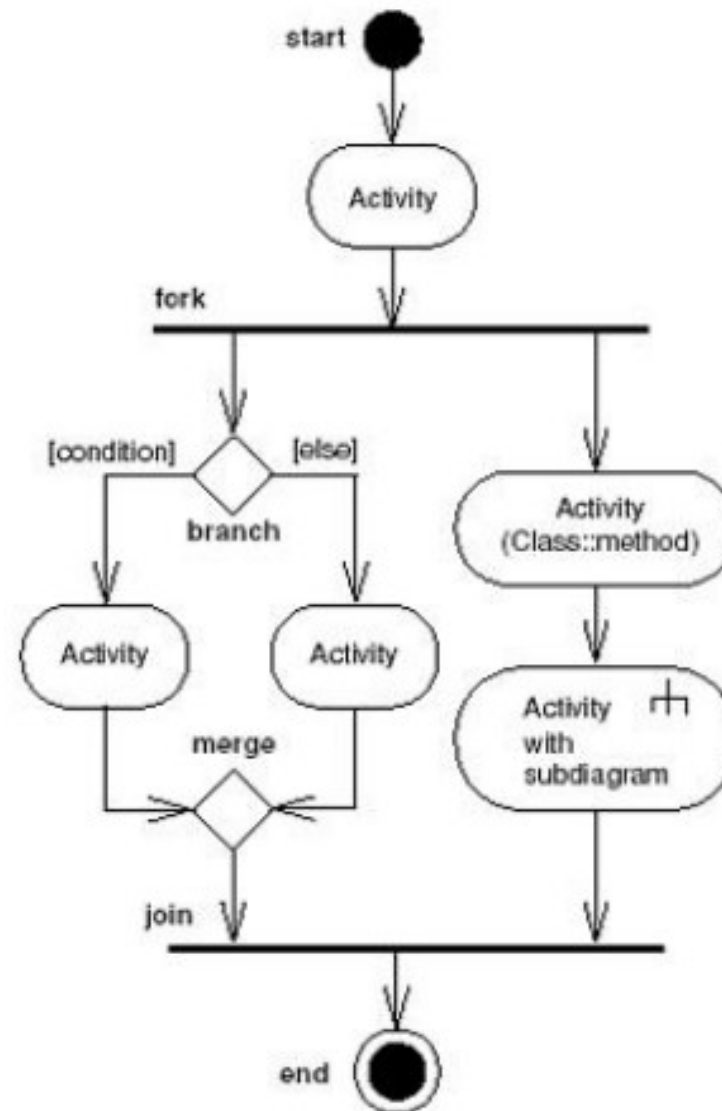 start
Activity
fork
[condition]
[else]
branch
Activity
(Class::method)
Activity
Activity
Activity
with
subdiagram
merge
join
end